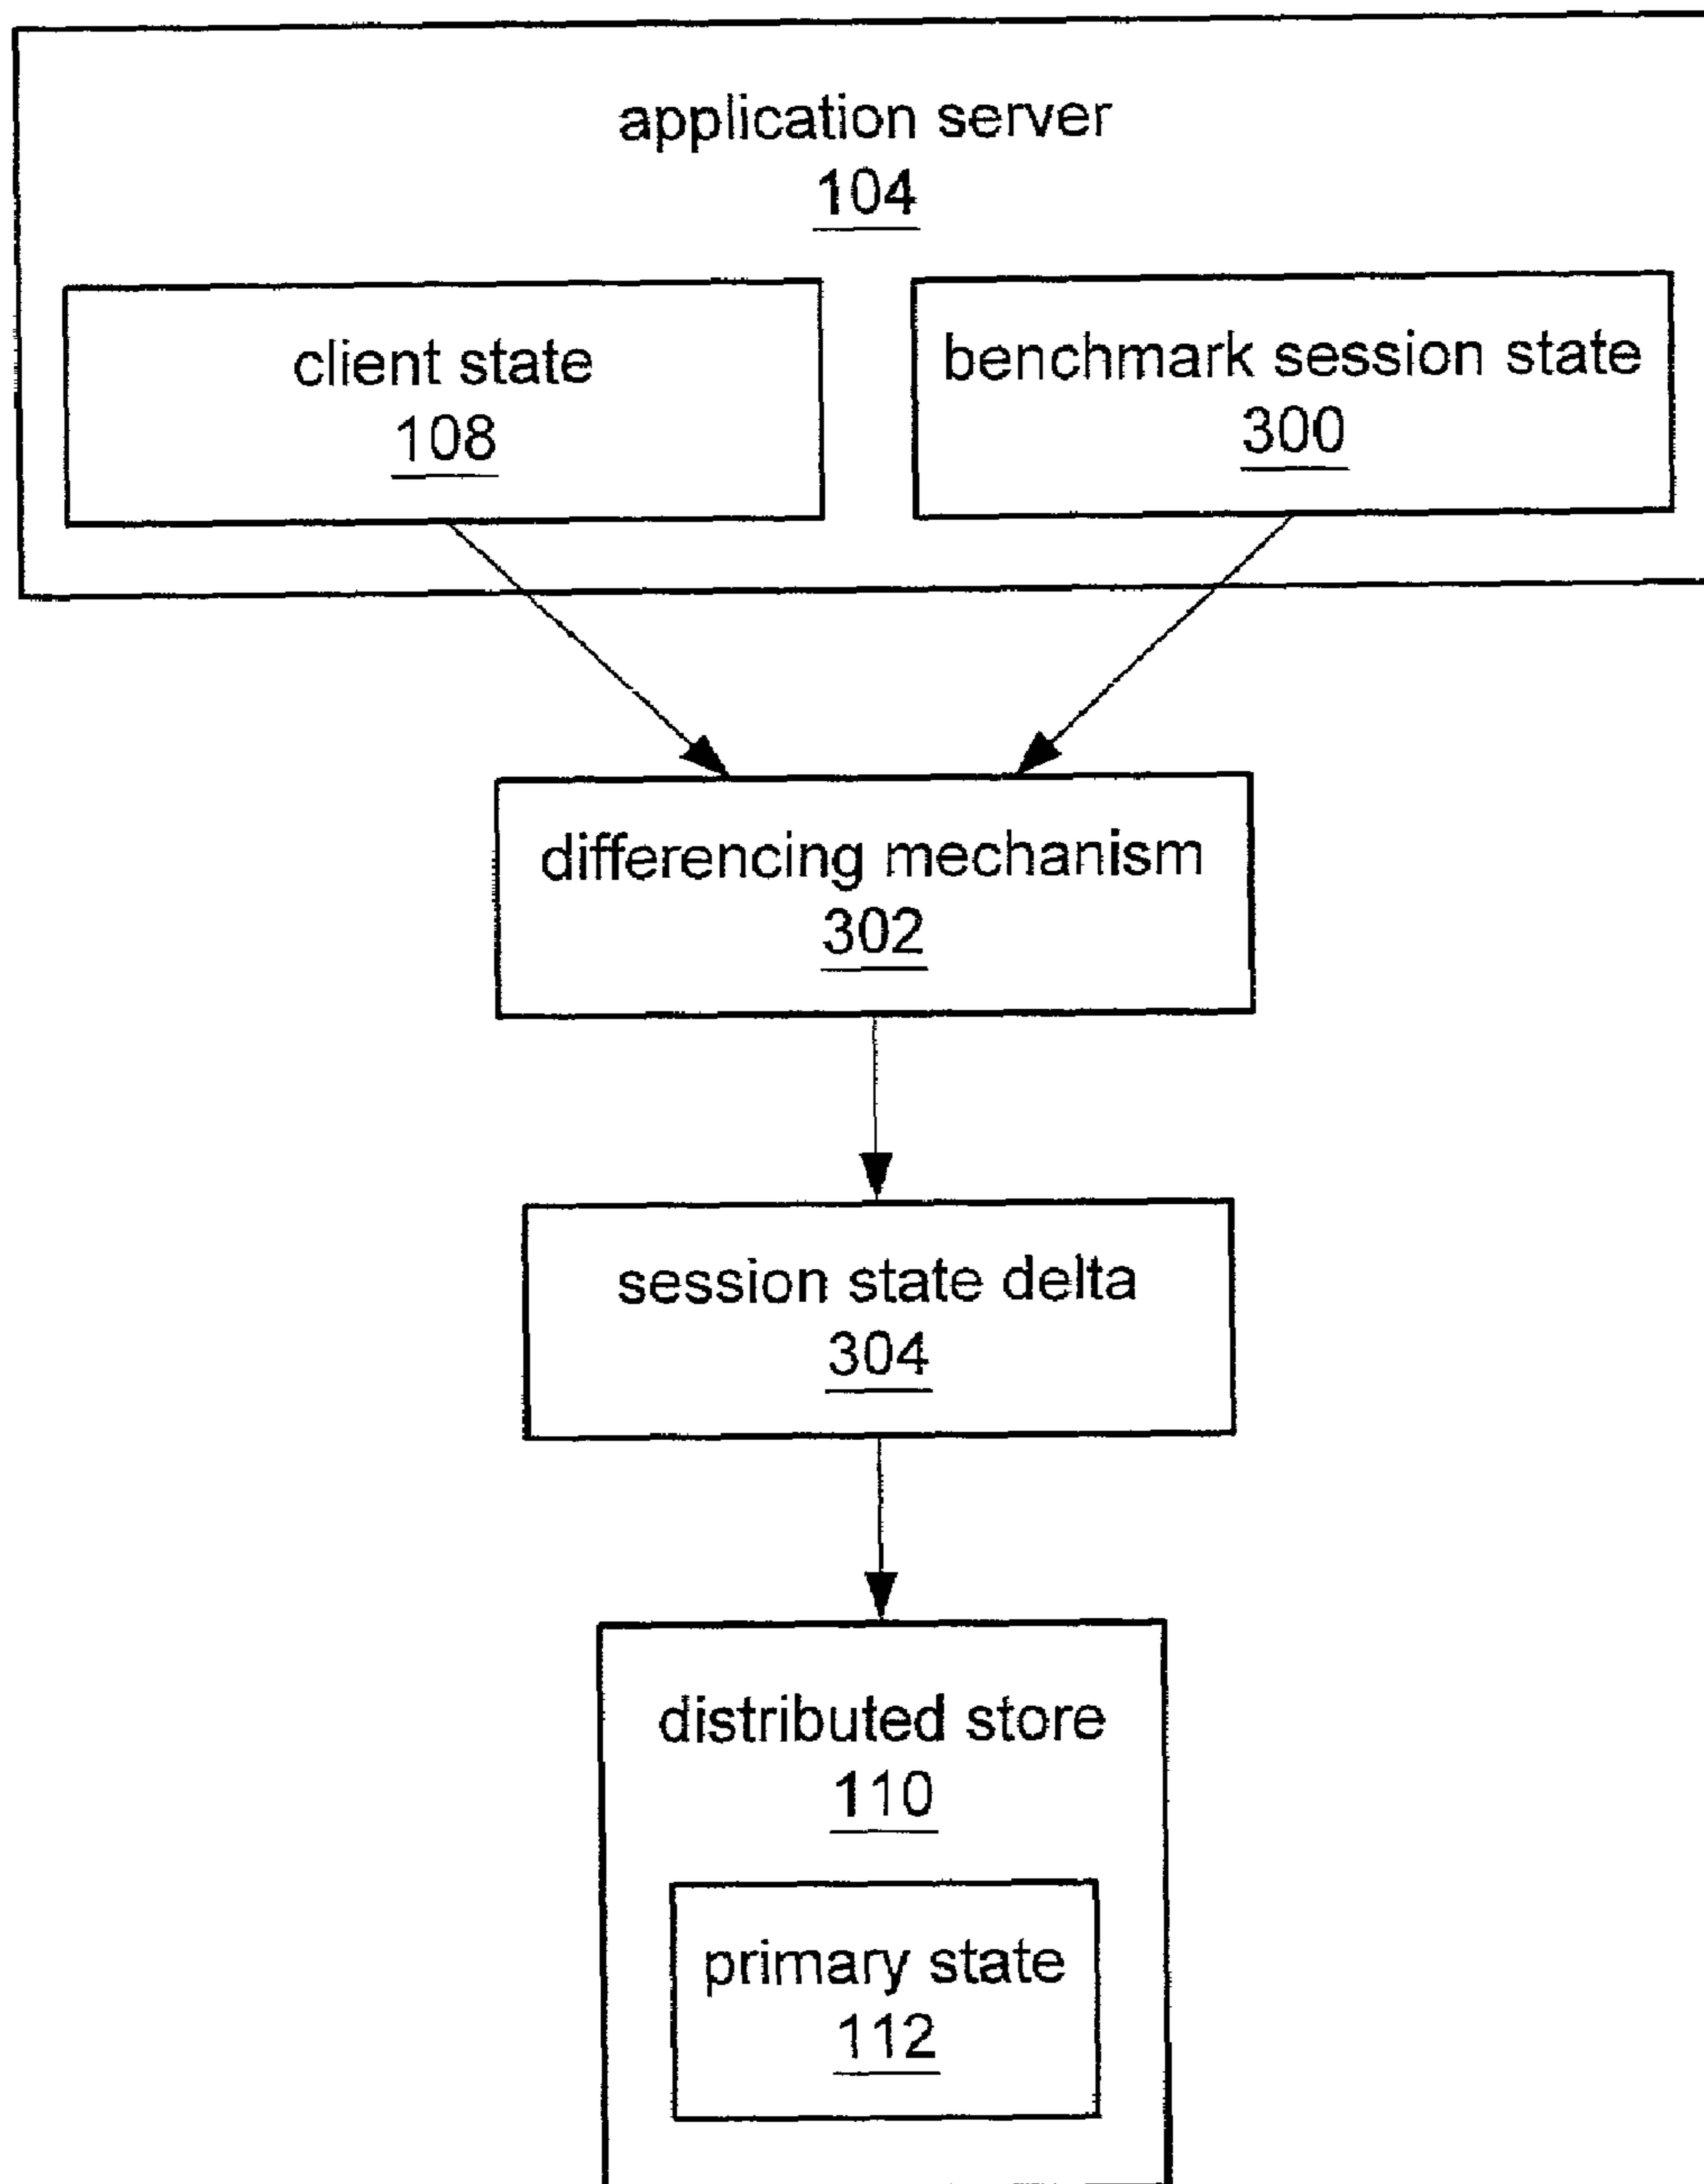 application server
104
client state
108
benchmark session state
300
differencing mechanism
302
session state delta
304
distributed store
110
primary state
112